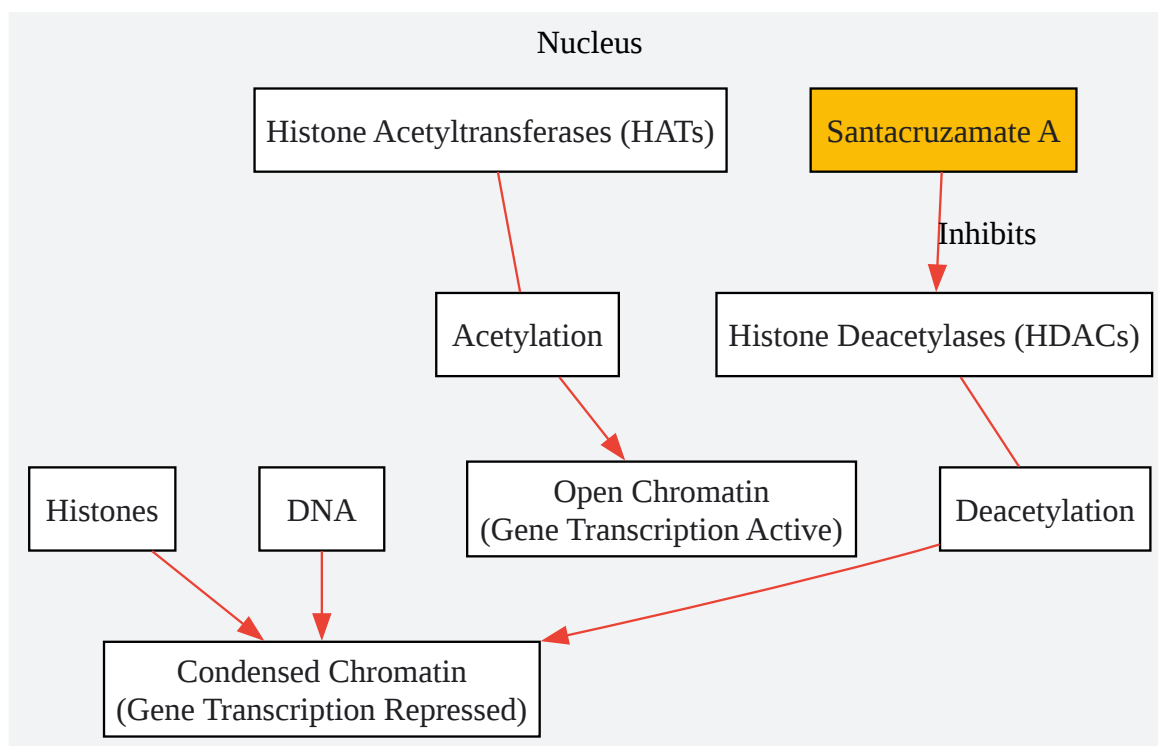 Nucleus
Histone Acetyltransferases (HATs)
Santacruzamate A
Inhibits
Acetylation
Histone Deacetylases (HDACs)
Histones
DNA
Open Chromatin
(Gene Transcription Active)
Deacetylation
Condensed Chromatin
(Gene Transcription Repressed)